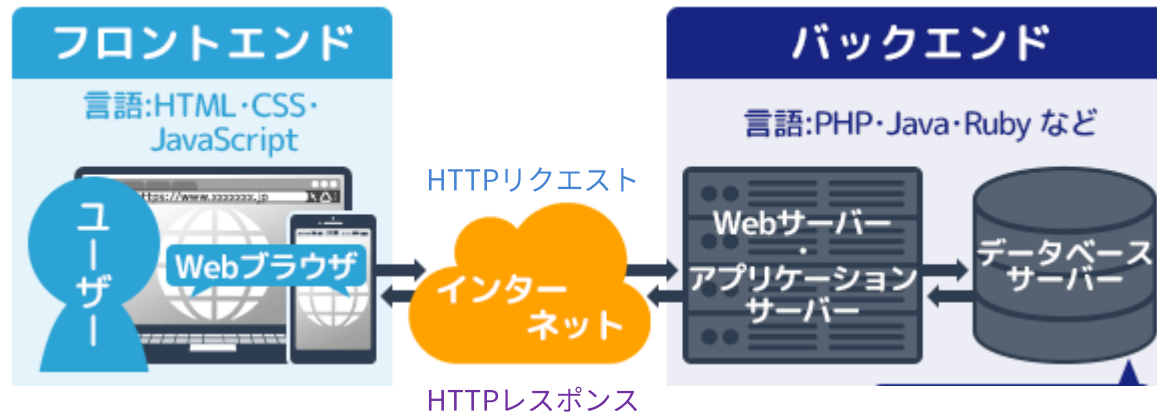 フロントエンド
言語:HTML・CSS・
JavaScript
https://www.xxxxxxx.jp
ユーザー
Webブラウザ
HTTPリクエスト
インター
ネット
HTTPレスポンス
バックエンド
言語:PHP・Java・Ruby など
Webサーバー
・
アプリケーション
サーバー
データベース
サーバー